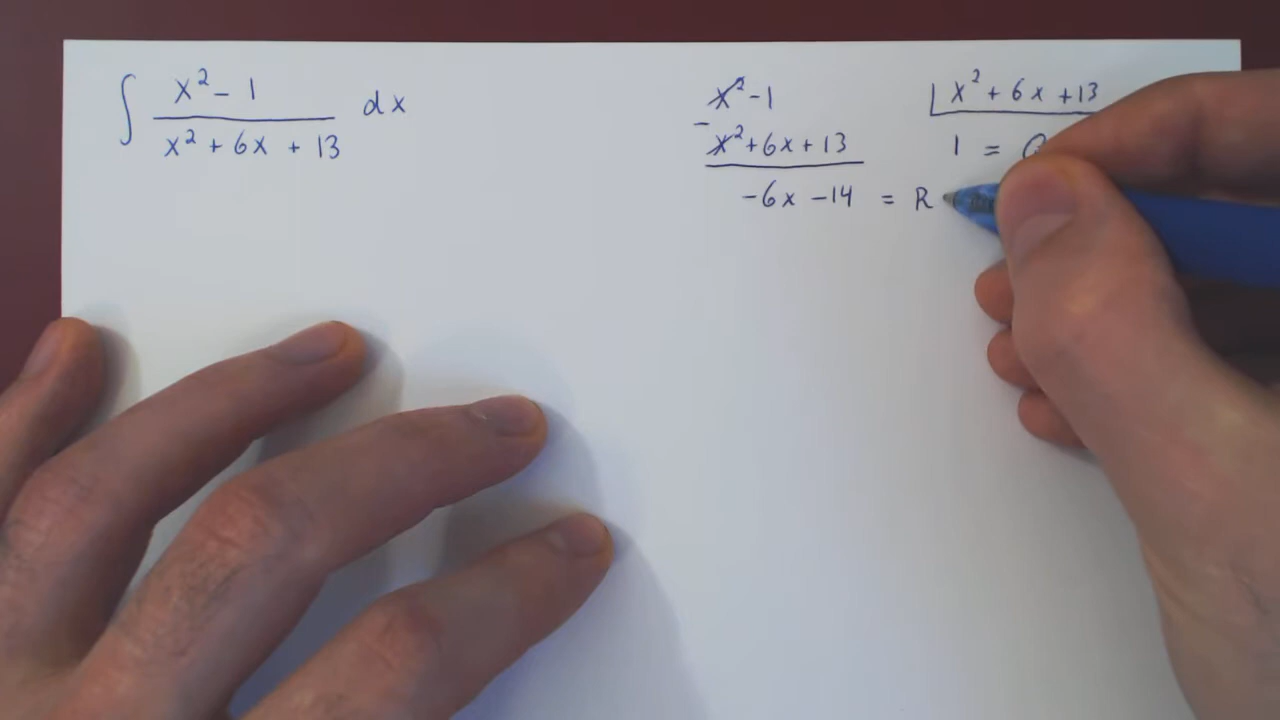 ∫ x² - 1 / x² + 6x + 13 dx
x² - 1
x² + 6x + 13
- x² + 6x + 13
1 =
-6x - 14 = R